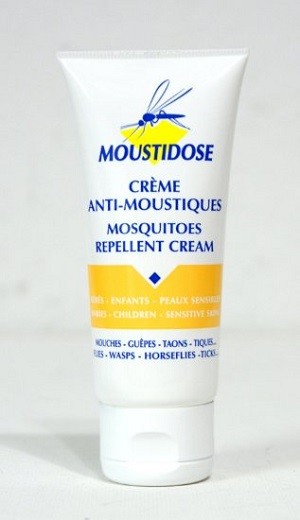 MOUSTIDOSE
CRÈME
ANTI-MOUSTIQUES
MOSQUITOES
REPELLENT CREAM
- ENFANTS - PEAUX
- CHILDREN - SENSITIVE
MOUCHES - GUÊPES - TAONS - TIQUES...
FLIES - WASPS - HORSEFLIES -TICKS...